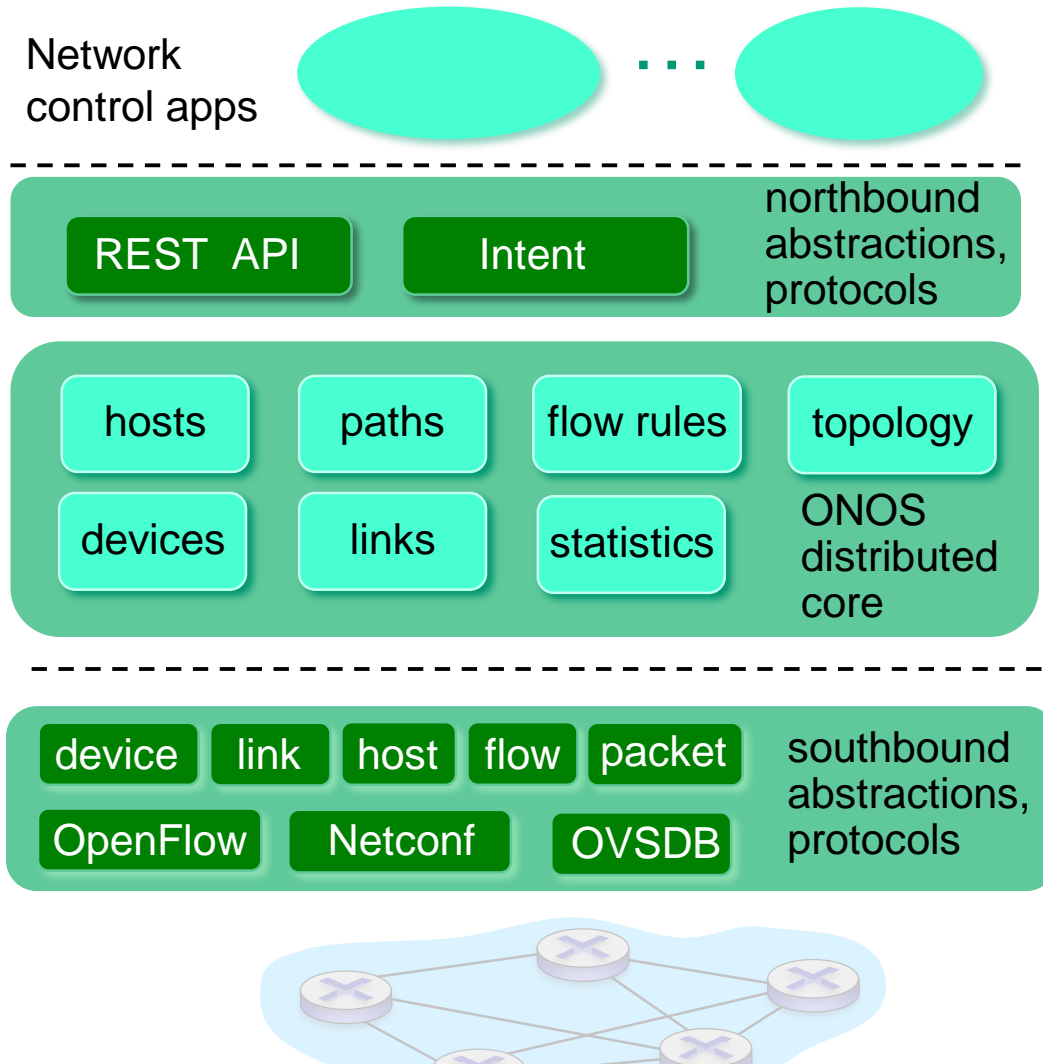 Network
control apps
. . .
northbound
abstractions,
protocols
REST API
Intent
hosts
paths
flow rules
topology
devices
links
statistics
ONOS
distributed
core
device
link
host
flow
packet
southbound
abstractions,
protocols
OpenFlow
Netconf
OVSDB